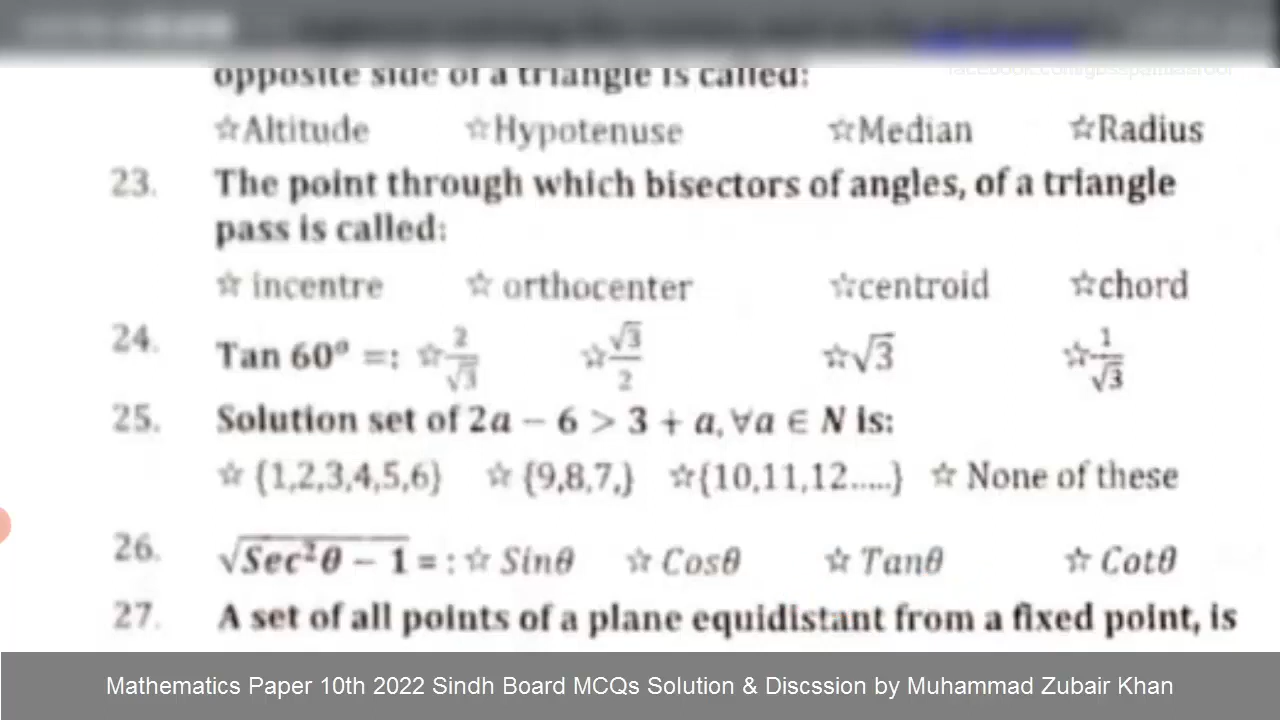 opposite side of a triangle is called:
☆Altitude ☆Hypotenuse ☆Median ☆Radius
23. The point through which bisectors of angles, of a triangle
pass is called:
☆ incentre ☆ orthocenter ☆centroid ☆chord
24. Tan 60° =: ☆ 2/√3 ☆ √3/2 ☆√3 ☆ 1/√3
25. Solution set of 2a − 6 > 3 + a, ∀a ∈ N is:
☆ {1,2,3,4,5,6} ☆ {9,8,7,} ☆{10,11,12.....} ☆ None of these
26. √(Sec²θ − 1) = : ☆ Sinθ ☆ Cosθ ☆ Tanθ ☆ Cotθ
27. A set of all points of a plane equidistant from a fixed point, is
Mathematics Paper 10th 2022 Sindh Board MCQs Solution & Discssion by Muhammad Zubair Khan